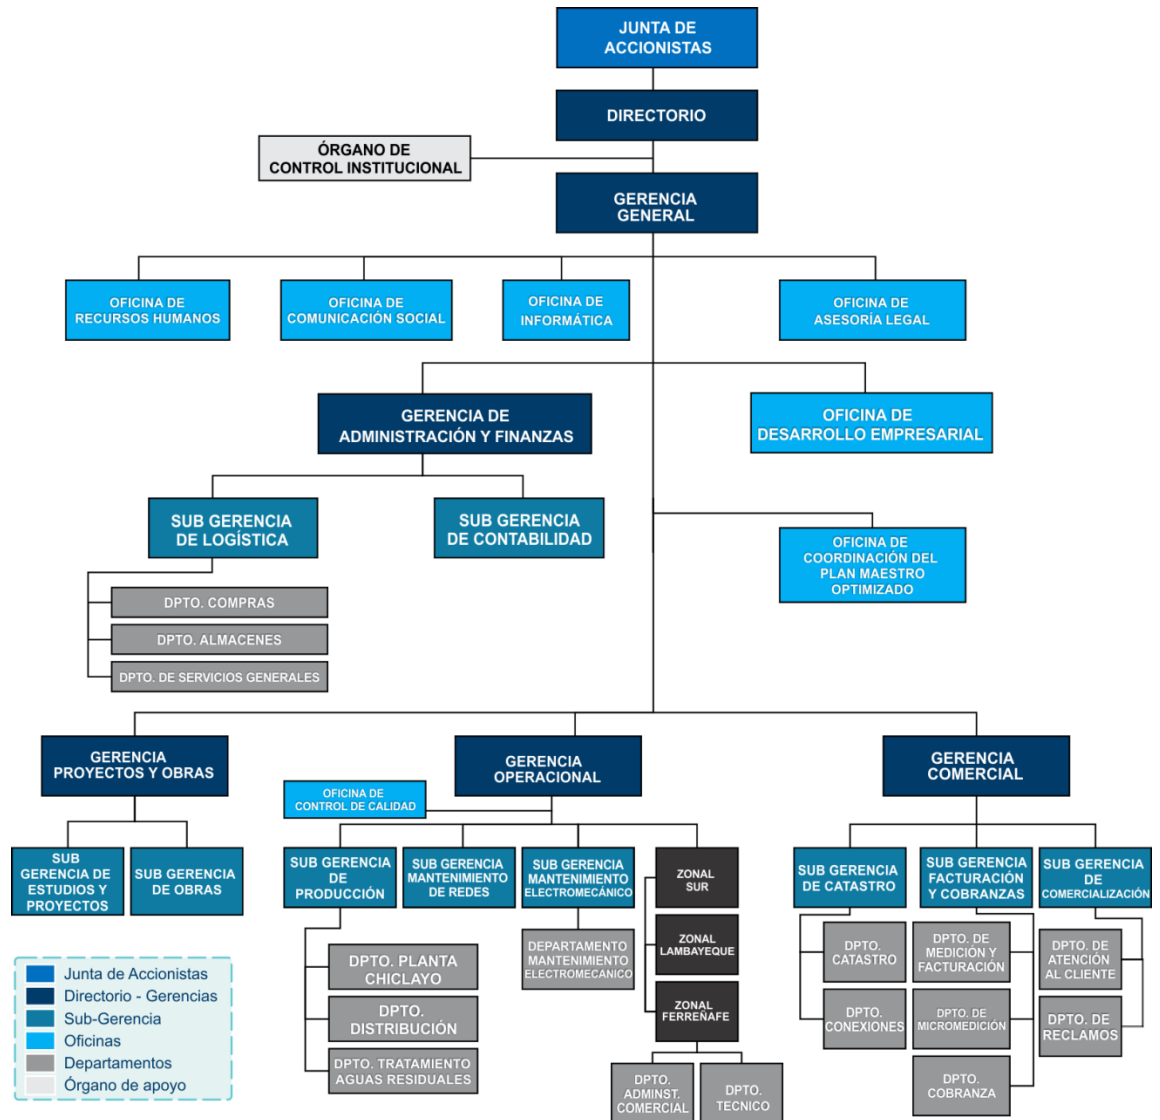 JUNTA DE
ACCIONISTAS
DIRECTORIO
ÓRGANO DE
CONTROL INSTITUCIONAL
GERENCIA
GENERAL
OFICINA DE
RECURSOS HUMANOS
OFICINA DE
COMUNICACIÓN SOCIAL
OFICINA DE
INFORMÁTICA
OFICINA DE
ASESORÍA LEGAL
GERENCIA DE
ADMINISTRACIÓN Y FINANZAS
OFICINA DE
DESARROLLO EMPRESARIAL
SUB GERENCIA
DE LOGÍSTICA
SUB GERENCIA
DE CONTABILIDAD
OFICINA DE
COORDINACIÓN DEL
PLAN MAESTRO
OPTIMIZADO
DPTO. COMPRAS
DPTO. ALMACENES
DPTO. DE SERVICIOS GENERALES
GERENCIA
PROYECTOS Y OBRAS
GERENCIA
OPERACIONAL
GERENCIA
COMERCIAL
OFICINA DE
CONTROL DE CALIDAD
SUB
GERENCIA DE
ESTUDIOS Y
PROYECTOS
SUB GERENCIA
DE OBRAS
SUB GERENCIA
DE
PRODUCCIÓN
SUB GERENCIA
MANTENIMIENTO
DE REDES
SUB GERENCIA
MANTENIMIENTO
ELECTROMECÁNICO
ZONAL
SUR
SUB GERENCIA
DE CATASTRO
SUB GERENCIA
FACTURACIÓN
Y COBRANZAS
SUB GERENCIA
DE
COMERCIALIZACIÓN
DPTO. PLANTA
CHICLAYO
DEPARTAMENTO
MANTENIMIENTO
ELECTROMECANICO
ZONAL
LAMBAYEQUE
DPTO.
CATASTRO
DPTO. DE
MEDICIÓN Y
FACTURACIÓN
DPTO. DE
ATENCIÓN
AL CLIENTE
DPTO.
DISTRIBUCIÓN
ZONAL
FERREÑAFE
DPTO.
CONEXIONES
DPTO. DE
MICROMEDICIÓN
DPTO. DE
RECLAMOS
DPTO. TRATAMIENTO
AGUAS RESIDUALES
DPTO.
ADMINST.
COMERCIAL
DPTO.
TECNICO
DPTO.
COBRANZA
Junta de Accionistas
Directorio - Gerencias
Sub-Gerencia
Oficinas
Departamentos
Órgano de apoyo